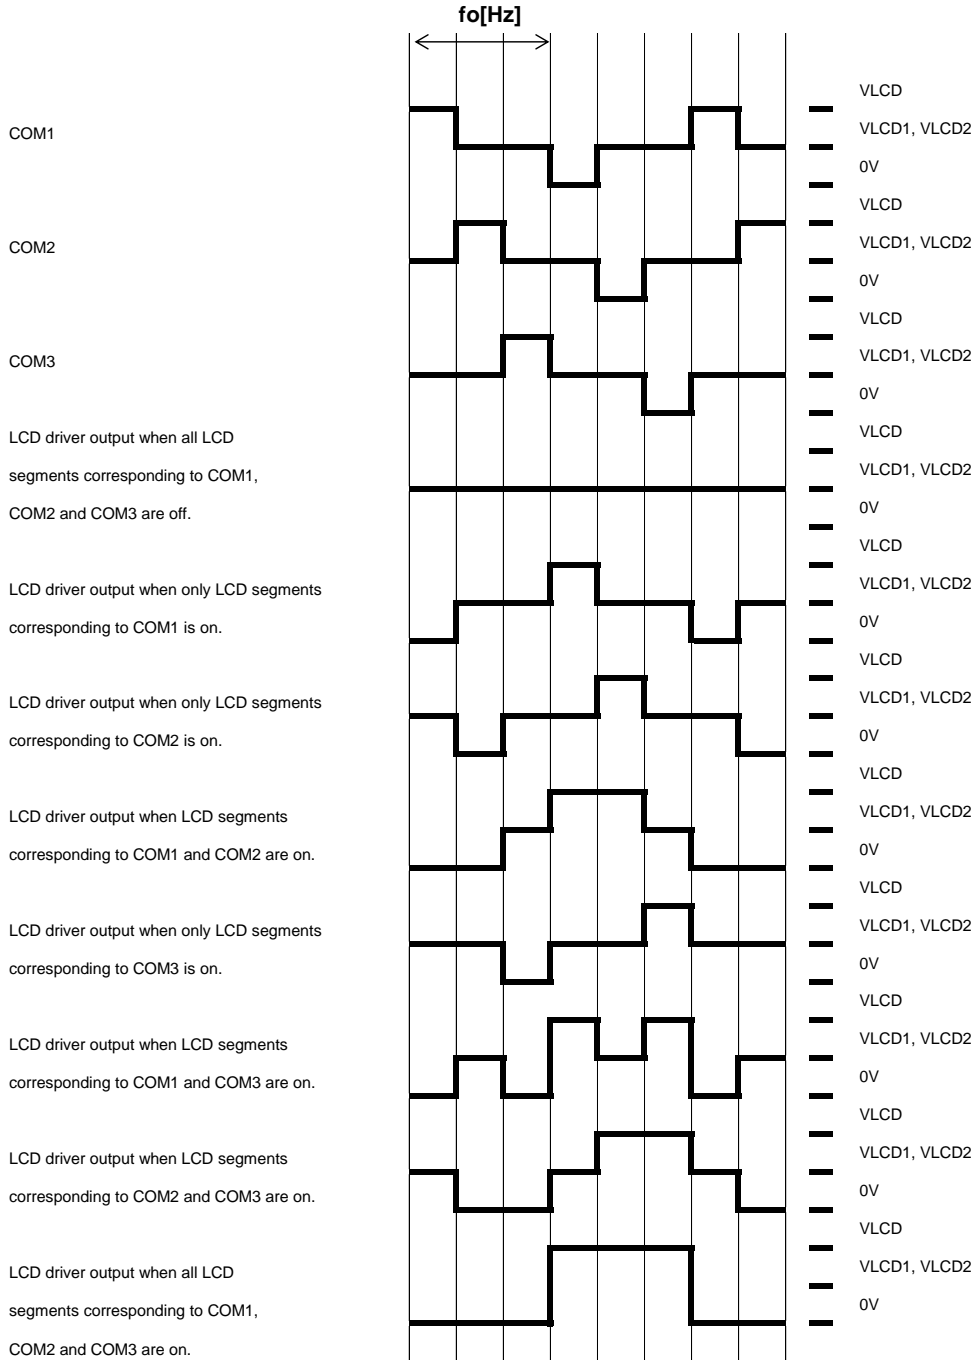 fo[Hz]
VLCD
COM1
VLCD1, VLCD2
0V
VLCD
COM2
VLCD1, VLCD2
0V
VLCD
COM3
VLCD1, VLCD2
0V
LCD driver output when all LCD
segments corresponding to COM1,
COM2 and COM3 are off.
VLCD
VLCD1, VLCD2
0V
LCD driver output when only LCD segments
corresponding to COM1 is on.
VLCD
VLCD1, VLCD2
0V
LCD driver output when only LCD segments
corresponding to COM2 is on.
VLCD
VLCD1, VLCD2
0V
LCD driver output when LCD segments
corresponding to COM1 and COM2 are on.
VLCD
VLCD1, VLCD2
0V
LCD driver output when only LCD segments
corresponding to COM3 is on.
VLCD
VLCD1, VLCD2
0V
LCD driver output when LCD segments
corresponding to COM1 and COM3 are on.
VLCD
VLCD1, VLCD2
0V
LCD driver output when LCD segments
corresponding to COM2 and COM3 are on.
VLCD
VLCD1, VLCD2
0V
LCD driver output when all LCD
segments corresponding to COM1,
COM2 and COM3 are on.
VLCD
VLCD1, VLCD2
0V